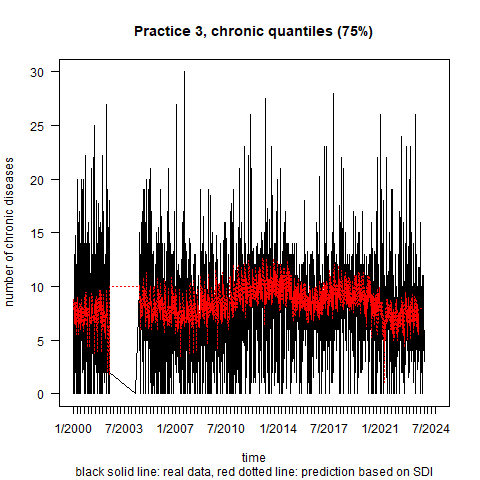 Practice 3, chronic quantiles (75%)
number of chronic diseases
30
25
20
15
10
5
0
1/2000 7/2003 1/2007 7/2010 1/2014 7/2017 1/2021 7/2024
time
black solid line: real data, red dotted line: prediction based on SDI